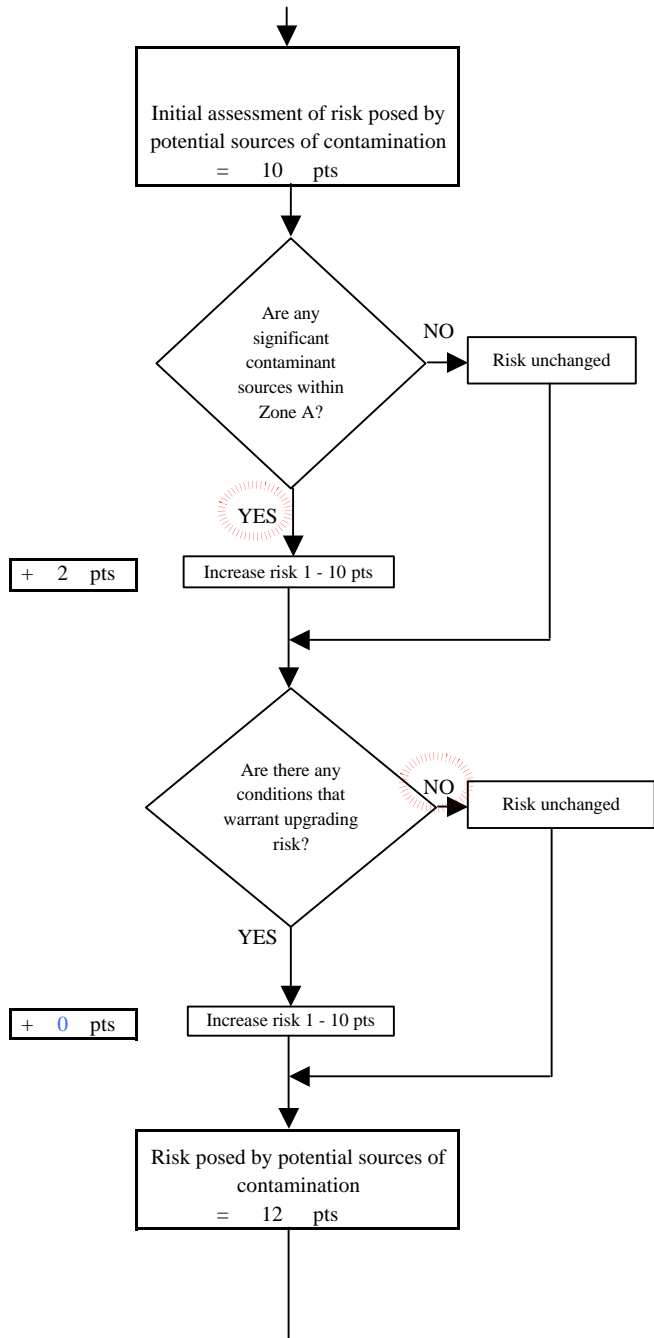 Initial assessment of risk posed by
potential sources of contamination
= 10 pts
Are any
significant
contaminant
sources within
Zone A?
NO
Risk unchanged
YES
+ 2 pts
Increase risk 1 - 10 pts
Are there any
conditions that
warrant upgrading
risk?
NO
Risk unchanged
YES
+ 0 pts
Increase risk 1 - 10 pts
Risk posed by potential sources of
contamination
= 12 pts